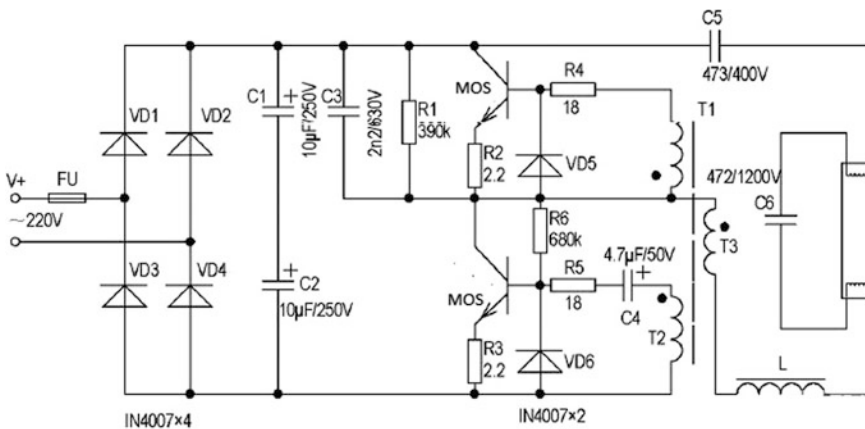 C5
473/400V
VD1
VD2
C1
+
10μF/250V
C3
2n2/630V
R1
390k
MOS
R4
18
R2
2.2
VD5
T1
V+
FU
~220V
472/1200V
C6
R6
680k
4.7μF/50V
+
T3
VD3
VD4
+
C2
10μF/250V
MOS
R5
18
C4
T2
R3
2.2
VD6
L
IN4007×4
IN4007×2